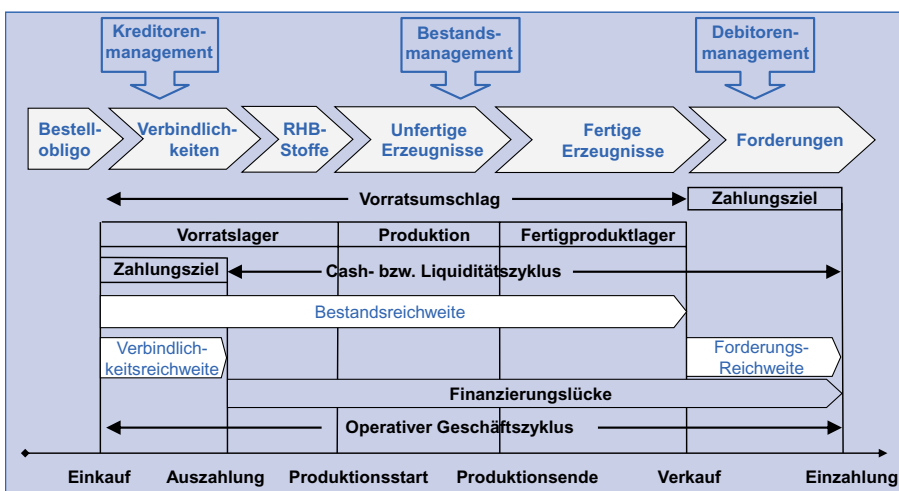 Kreditoren-
management
Bestands-
management
Debitoren-
management
Bestell-
obligo
Verbindlich-
keiten
RHB-
Stoffe
Unfertige
Erzeugnisse
Fertige
Erzeugnisse
Forderungen
Vorratsumschlag
Zahlungsziel
Vorratslager
Produktion
Fertigproduktlager
Zahlungsziel
Cash- bzw. Liquiditätszyklus
Bestandsreichweite
Verbindlich-
keitsreichweite
Forderungs-
Reichweite
Finanzierungslücke
Operativer Geschäftszyklus
Einkauf
Auszahlung
Produktionsstart
Produktionsende
Verkauf
Einzahlung